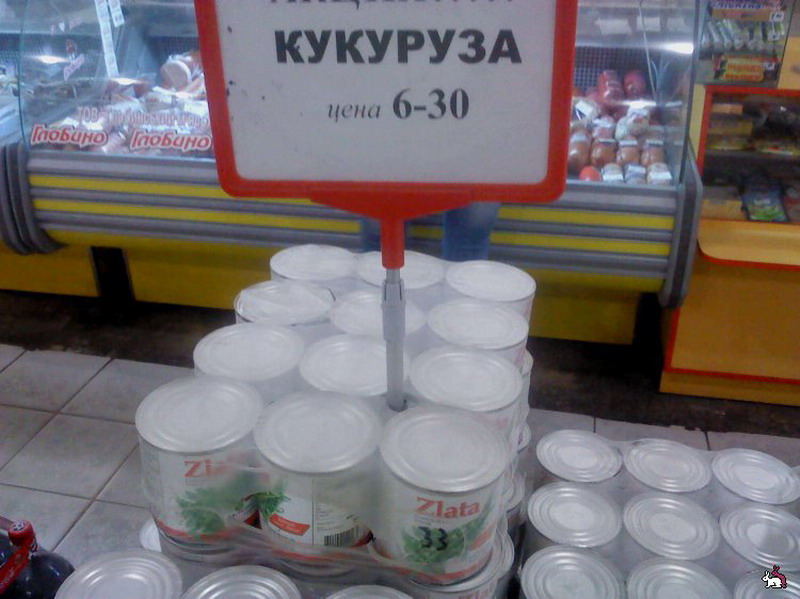 КУКУРУЗА
цена 6-30
Глобино
Глобино
Zlata
Zlata
33